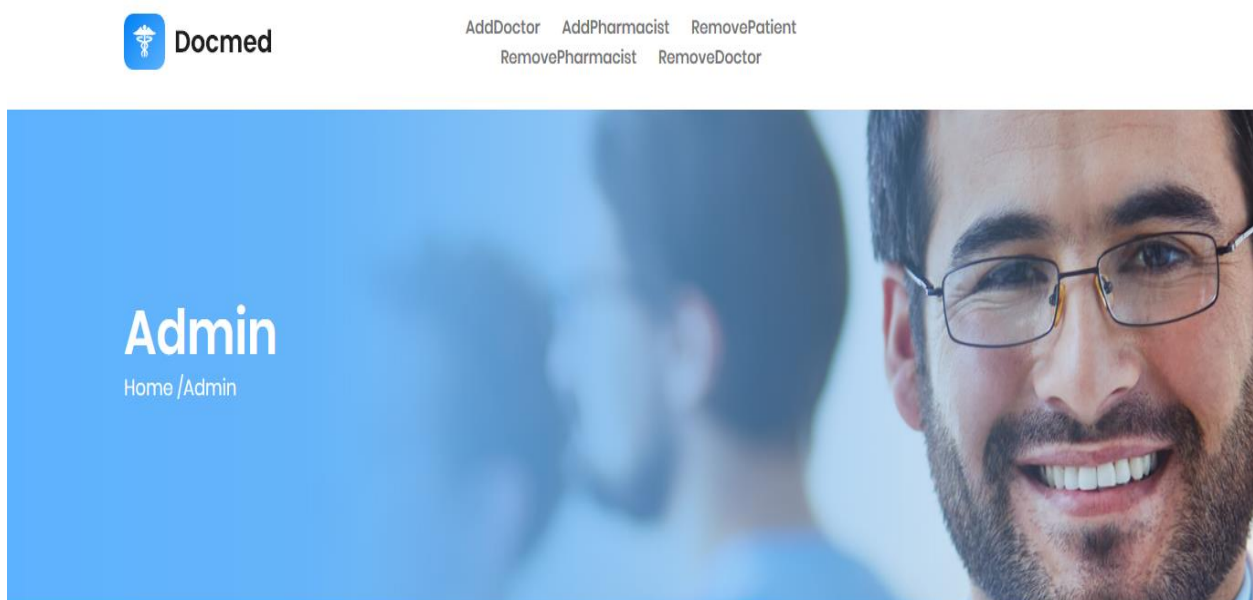 Docmed
AddDoctor AddPharmacist RemovePatient
RemovePharmacist RemoveDoctor
Admin
Home /Admin